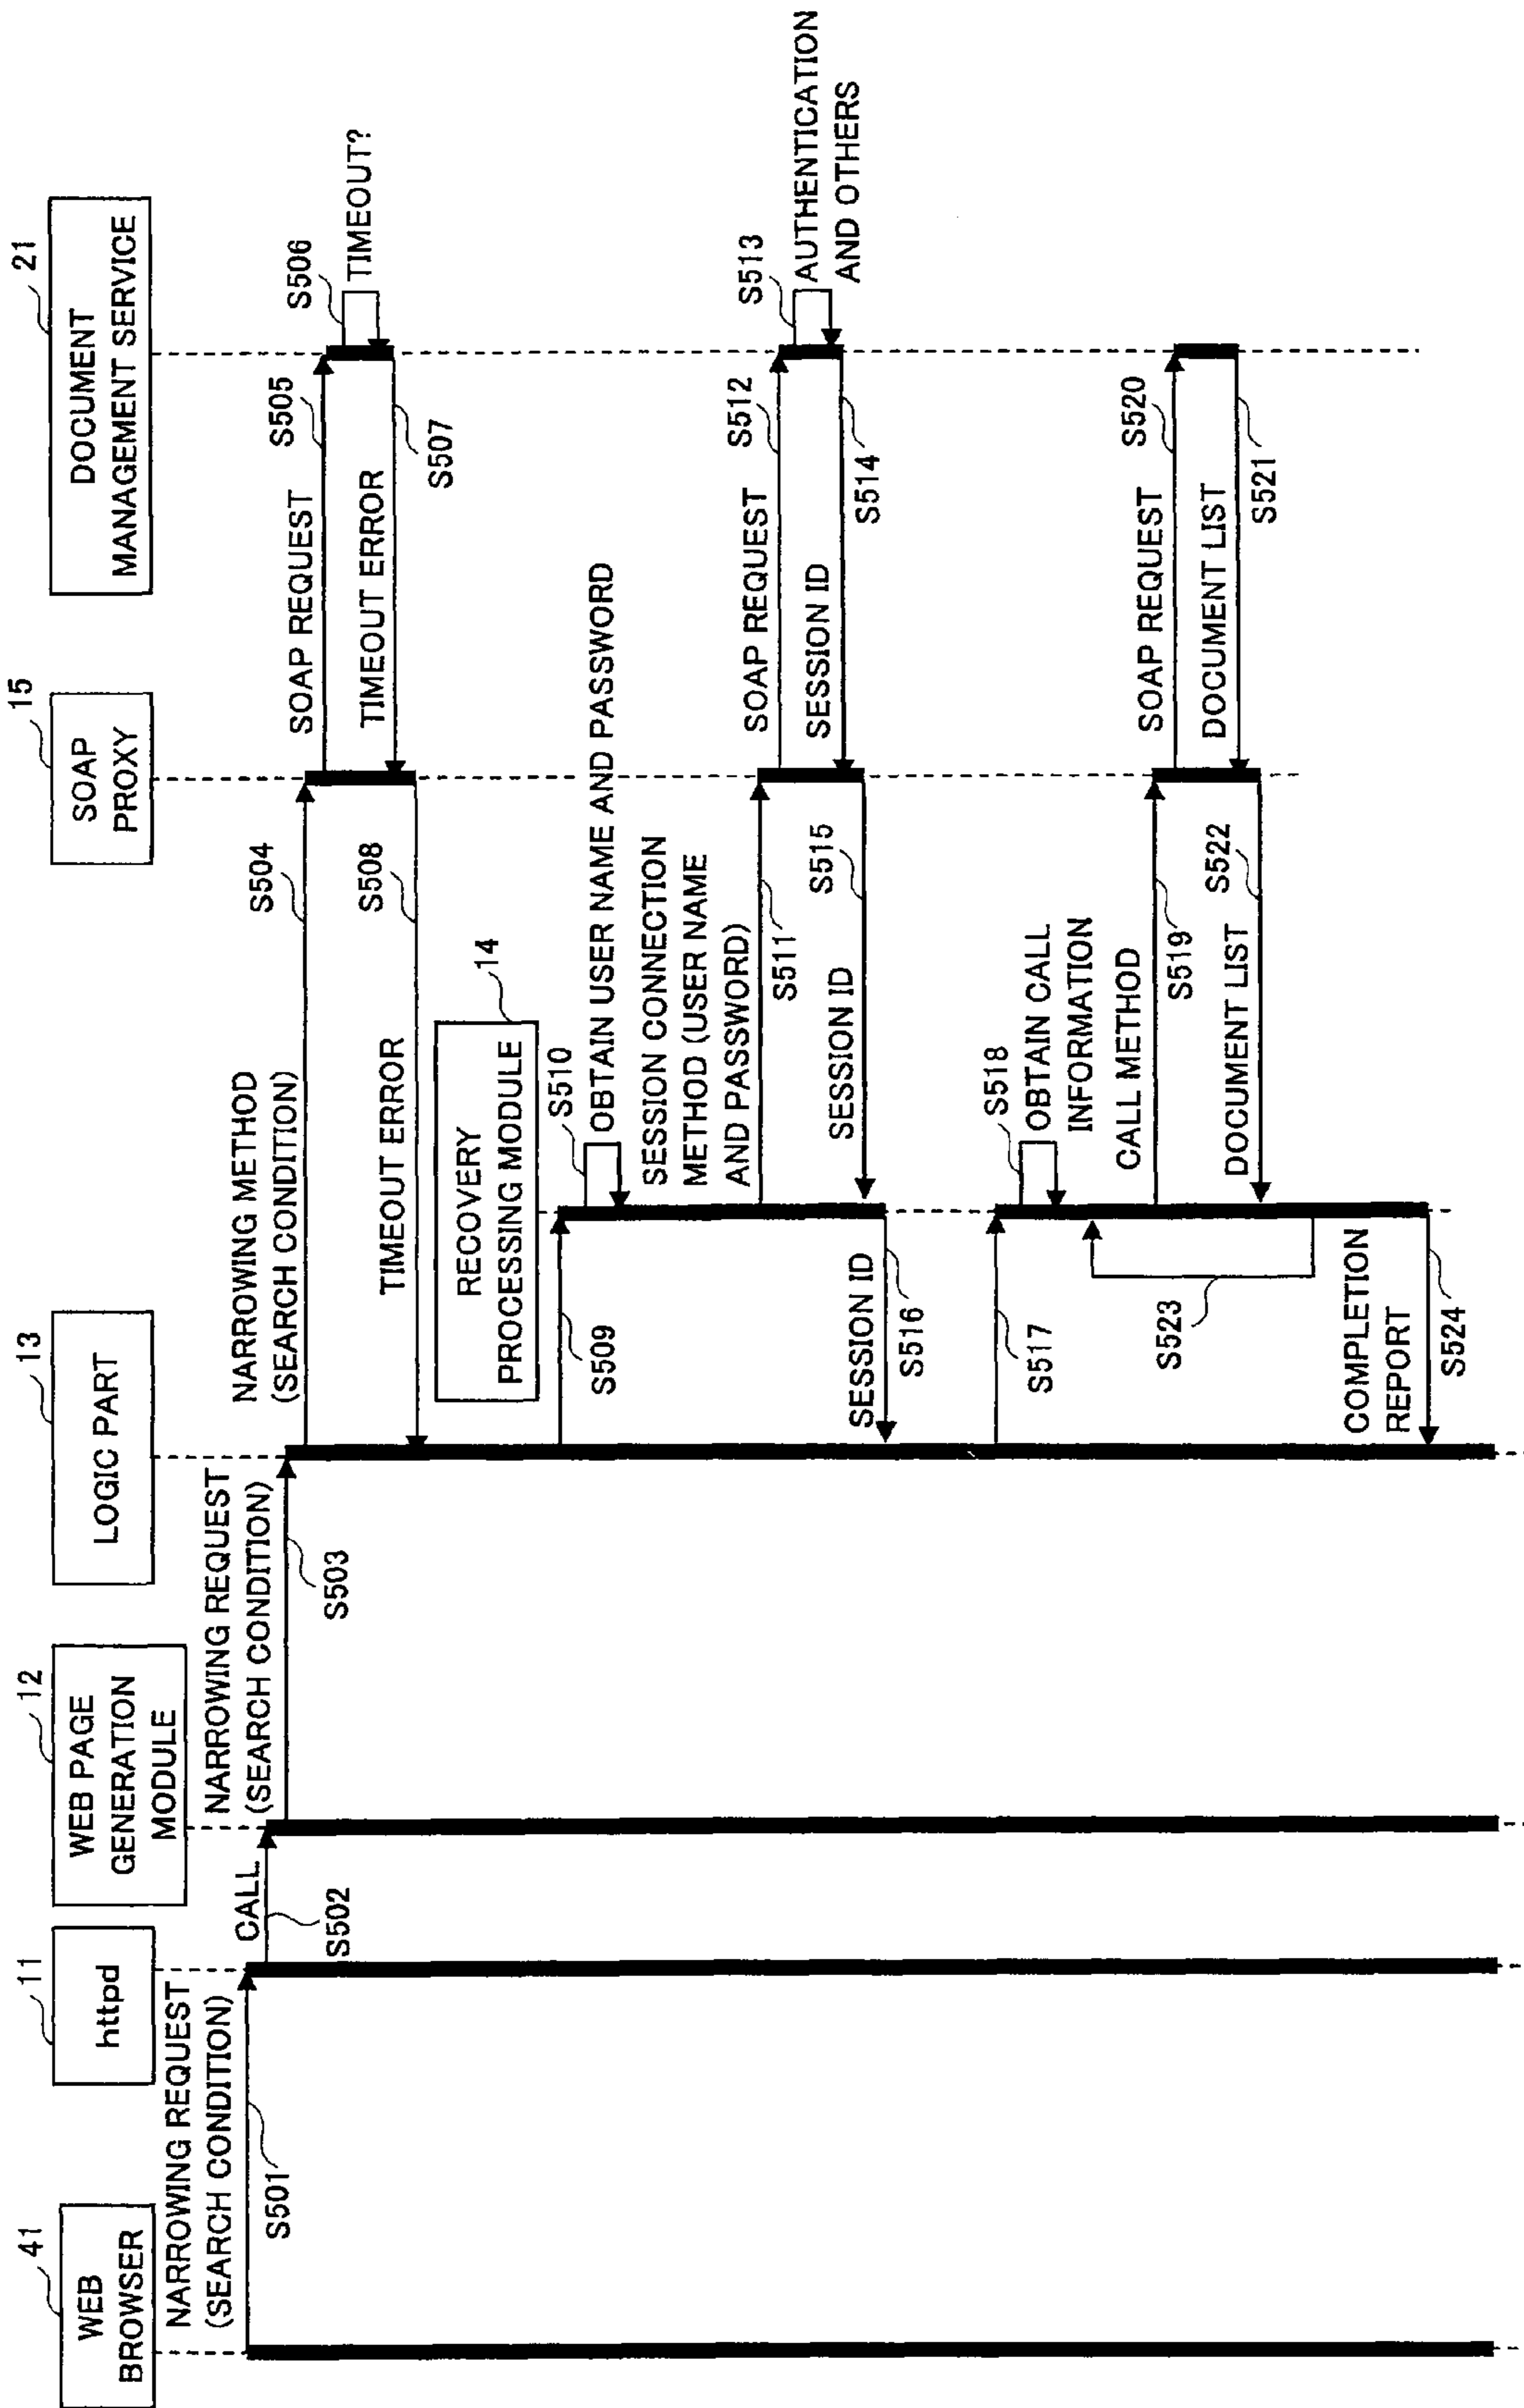 41
WEB
BROWSER
11
httpd
12
WEB PAGE
GENERATION
MODULE
13
LOGIC PART
15
SOAP
PROXY
21
DOCUMENT
MANAGEMENT SERVICE
NARROWING REQUEST
(SEARCH CONDITION)
S501
CALL
S502
NARROWING REQUEST
(SEARCH CONDITION)
S503
NARROWING METHOD
(SEARCH CONDITION)
S504
SOAP REQUEST
S505
S506
TIMEOUT?
TIMEOUT ERROR
S507
TIMEOUT ERROR
S508
RECOVERY
PROCESSING MODULE
14
S509
S510
OBTAIN USER NAME AND PASSWORD
SESSION CONNECTION
METHOD (USER NAME
AND PASSWORD)
S511
SOAP REQUEST
S512
S513
AUTHENTICATION
AND OTHERS
SESSION ID
S514
SESSION ID
S515
SESSION ID
S516
S517
S518
OBTAIN CALL
INFORMATION
CALL METHOD
S519
SOAP REQUEST
S520
DOCUMENT LIST
S521
DOCUMENT LIST
S522
S523
COMPLETION
REPORT
S524